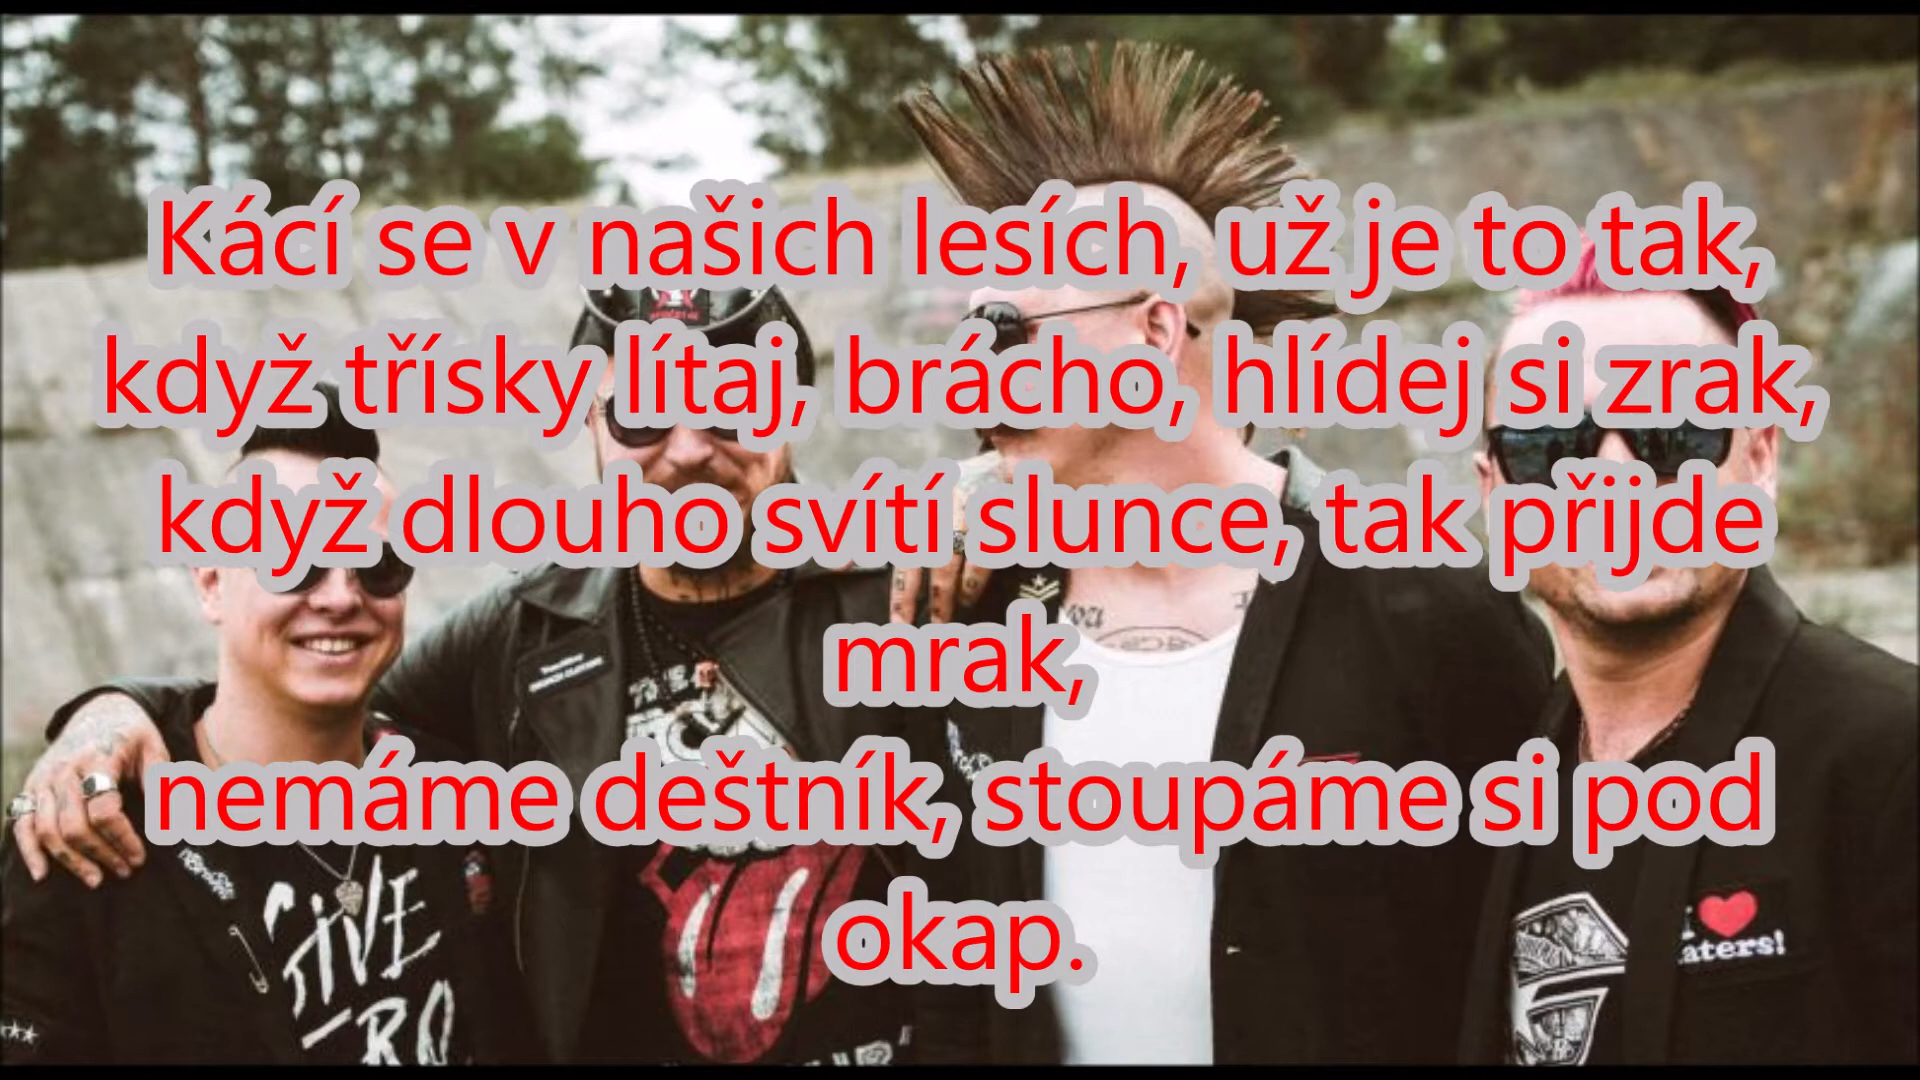 Kácí se v našich lesích, už je to tak,
když třísky lítaj, brácho, hlídej si zrak,
když dlouho svítí slunce, tak přijde
mrak,
nemáme deštník, stoupáme si pod
okap.